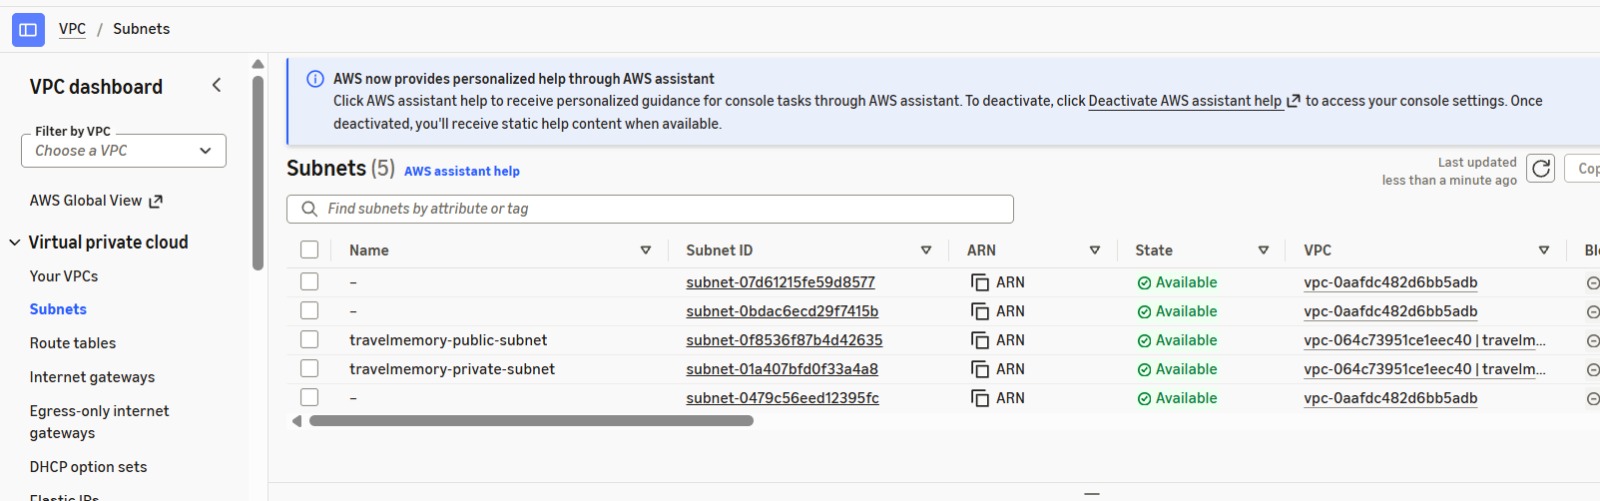 VPC / Subnets
VPC dashboard
Filter by VPC
Choose a VPC
AWS Global View
Virtual private cloud
Your VPCs
Subnets
Route tables
Internet gateways
Egress-only internet
gateways
DHCP option sets
Elastic IPs
AWS now provides personalized help through AWS assistant
Click AWS assistant help to receive personalized guidance for console tasks through AWS assistant. To deactivate, click Deactivate AWS assistant help to access your console settings. Once
deactivated, you'll receive static help content when available.
Subnets (5) AWS assistant help
Last updated
less than a minute ago
Cop
Find subnets by attribute or tag
Name Subnet ID ARN State VPC Bl
– subnet-07d61215fe59d8577 ARN Available vpc-0aafdc482d6bb5adb
– subnet-0bdac6ecd29f7415b ARN Available vpc-0aafdc482d6bb5adb
travelmemory-public-subnet subnet-0f8536f87b4d42635 ARN Available vpc-064c73951ce1eec40 | travelm...
travelmemory-private-subnet subnet-01a407bfd0f33a4a8 ARN Available vpc-064c73951ce1eec40 | travelm...
– subnet-0479c56eed12395fc ARN Available vpc-0aafdc482d6bb5adb